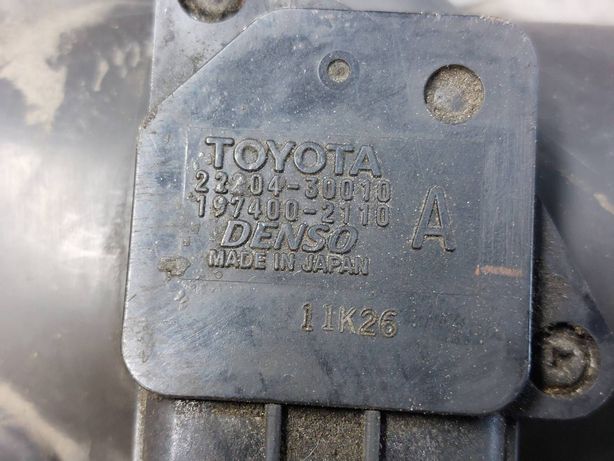 TOYOTA
22204-30010
197400-2110
DENSO
A
MADE IN JAPAN
11K26